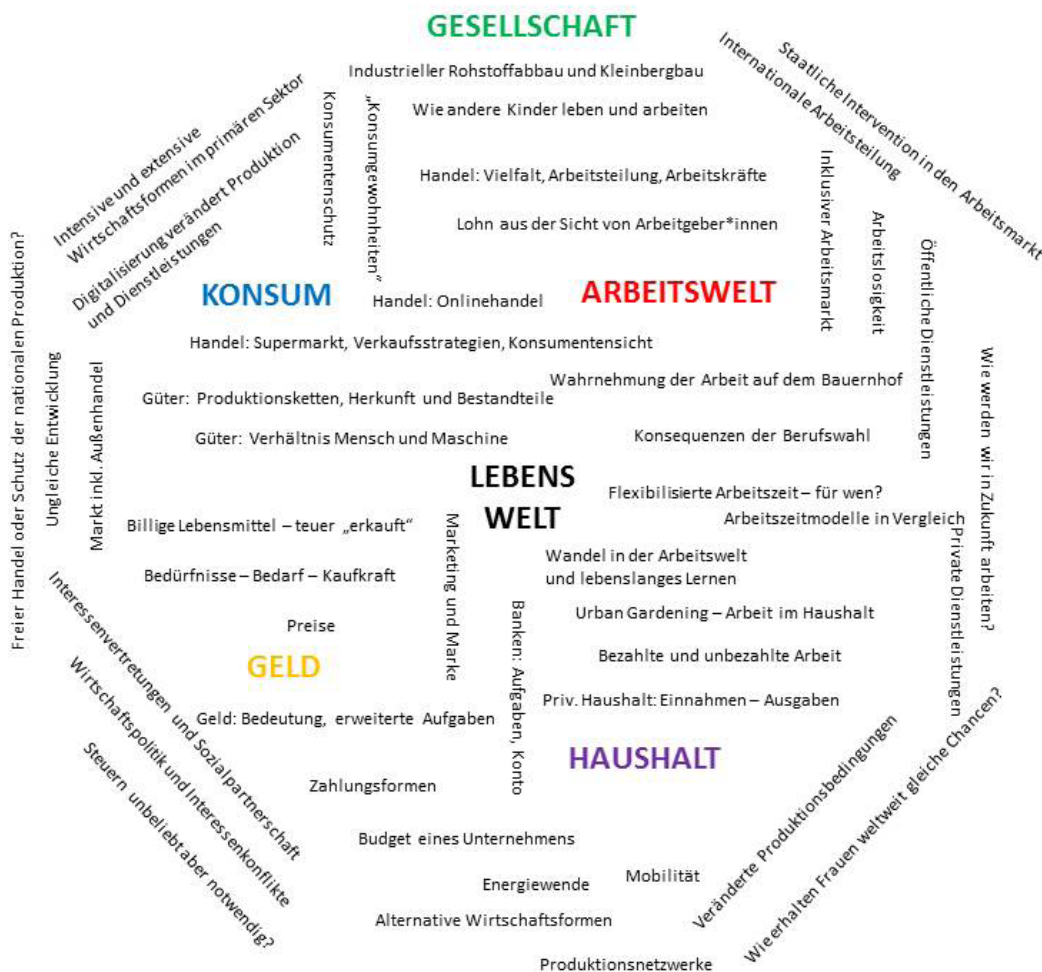 GESELLSCHAFT
Industrieller Rohstoffabbau und Kleinbergbau
Wie andere Kinder leben und arbeiten
Handel: Vielfalt, Arbeitsteilung, Arbeitskräfte
Lohn aus der Sicht von Arbeitgeber*innen
Konsumentenschutz
„Konsumgewohnheiten“
Intensive und extensive
Wirtschaftsformen im primären Sektor
Digitalisierung verändert Produktion
und Dienstleistungen
Staatliche Intervention in den Arbeitsmarkt
Internationale Arbeitsteilung
Inklusiver Arbeitsmarkt
Arbeitslosigkeit
Öffentliche Dienstleistungen
KONSUM
Handel: Onlinehandel
ARBEITSWELT
Handel: Supermarkt, Verkaufsstrategien, Konsumentensicht
Wahrnehmung der Arbeit auf dem Bauernhof
Güter: Produktionsketten, Herkunft und Bestandteile
Güter: Verhältnis Mensch und Maschine
Konsequenzen der Berufswahl
Freier Handel oder Schutz der nationalen Produktion?
Ungleiche Entwicklung
Markt inkl. Außenhandel
LEBENS
WELT
Flexibilisierte Arbeitszeit – für wen?
Arbeitszeitmodelle in Vergleich
Wie werden wir in Zukunft arbeiten?
Private Dienstleistungen
Billige Lebensmittel – teuer „erkauft“
Marketing und Marke
Wandel in der Arbeitswelt
und lebenslanges Lernen
Bedürfnisse – Bedarf – Kaufkraft
Urban Gardening – Arbeit im Haushalt
Preise
Banken: Aufgaben, Konto
Bezahlte und unbezahlte Arbeit
GELD
Priv. Haushalt: Einnahmen – Ausgaben
Geld: Bedeutung, erweiterte Aufgaben
HAUSHALT
Interessenvertretungen und Sozialpartnerschaft
Wirtschaftspolitik und Interessenkonflikte
Steuern unbeliebt aber notwendig?
Zahlungsformen
Budget eines Unternehmens
Energiewende
Mobilität
Alternative Wirtschaftsformen
Produktionsnetzwerke
Veränderte Produktionsbedingungen
Wie erhalten Frauen weltweit gleiche Chancen?